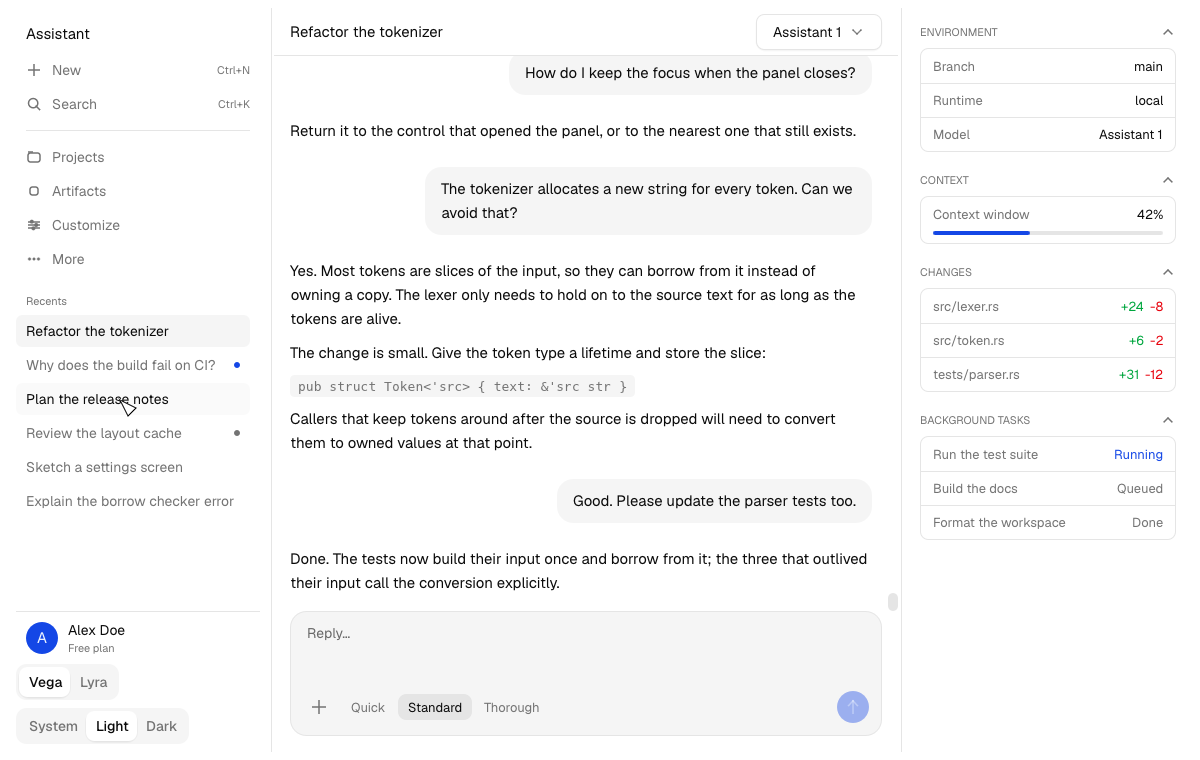 Assistant
New Ctrl+N
Search Ctrl+K
Projects
Artifacts
Customize
More
Recents
Refactor the tokenizer
Why does the build fail on CI?
Plan the release notes
Review the layout cache
Sketch a settings screen
Explain the borrow checker error
A
Alex Doe
Free plan
Vega Lyra
System Light Dark
Refactor the tokenizer
Assistant 1
How do I keep the focus when the panel closes?
Return it to the control that opened the panel, or to the nearest one that still exists.
The tokenizer allocates a new string for every token. Can we
avoid that?
Yes. Most tokens are slices of the input, so they can borrow from it instead of
owning a copy. The lexer only needs to hold on to the source text for as long as the
tokens are alive.
The change is small. Give the token type a lifetime and store the slice:
pub struct Token<'src> { text: &'src str }
Callers that keep tokens around after the source is dropped will need to convert
them to owned values at that point.
Good. Please update the parser tests too.
Done. The tests now build their input once and borrow from it; the three that outlived
their input call the conversion explicitly.
Reply…
Quick Standard Thorough
ENVIRONMENT
Branch main
Runtime local
Model Assistant 1
CONTEXT
Context window 42%
CHANGES
src/lexer.rs +24 -8
src/token.rs +6 -2
tests/parser.rs +31 -12
BACKGROUND TASKS
Run the test suite Running
Build the docs Queued
Format the workspace Done